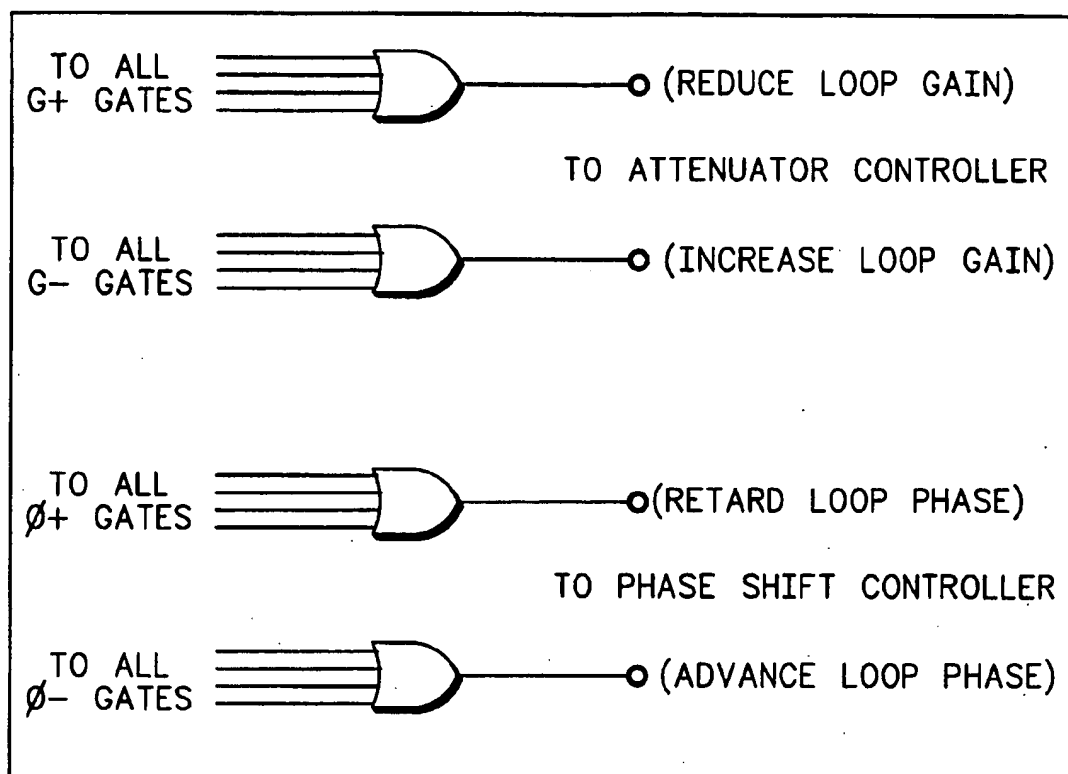 TO ALL
G+ GATES
(REDUCE LOOP GAIN)
TO ATTENUATOR CONTROLLER
TO ALL
G- GATES
(INCREASE LOOP GAIN)
TO ALL
Ø+ GATES
(RETARD LOOP PHASE)
TO PHASE SHIFT CONTROLLER
TO ALL
Ø- GATES
(ADVANCE LOOP PHASE)